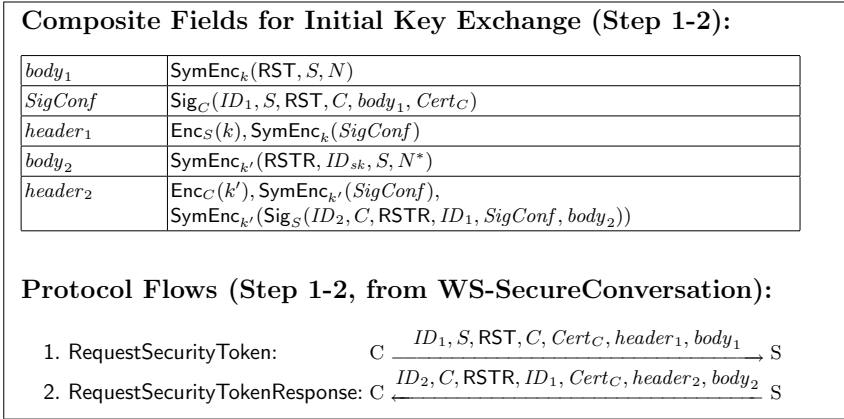 Composite Fields for Initial Key Exchange (Step 1-2):
body₁ SymEncₖ(RST, S, N)
SigConf Sig_C(ID₁, S, RST, C, body₁, Cert_C)
header₁ Enc_S(k), SymEncₖ(SigConf)
body₂ SymEnc_k′(RSTR, ID_sk, S, N*)
header₂ Enc_C(k′), SymEnc_k′(SigConf),
SymEnc_k′(Sig_S(ID₂, C, RSTR, ID₁, SigConf, body₂))
Protocol Flows (Step 1-2, from WS-SecureConversation):
1. RequestSecurityToken: C ID₁, S, RST, C, Cert_C, header₁, body₁ S
2. RequestSecurityTokenResponse: C ID₂, C, RSTR, ID₁, Cert_C, header₂, body₂ S